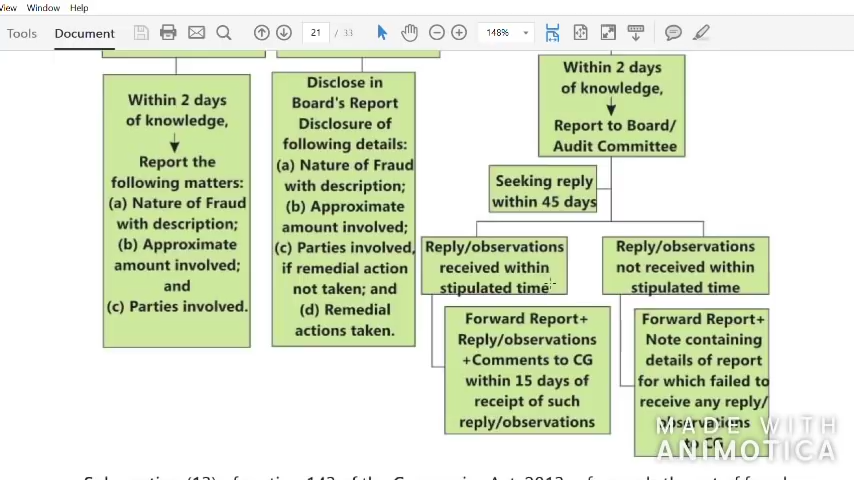 View Window Help
Tools Document 21 / 33 148%
Within 2 days
of knowledge,
Report the
following matters:
(a) Nature of Fraud
with description;
(b) Approximate
amount involved;
and
(c) Parties involved.
Disclose in
Board's Report
Disclosure of
following details:
(a) Nature of Fraud
with description;
(b) Approximate
amount involved;
(c) Parties involved,
if remedial action
not taken; and
(d) Remedial
actions taken.
Within 2 days
of knowledge,
Report to Board/
Audit Committee
Seeking reply
within 45 days
Reply/observations
received within
stipulated time
Reply/observations
not received within
stipulated time
Forward Report+
Reply/observations
+Comments to CG
within 15 days of
receipt of such
reply/observations
Forward Report+
Note containing
details of report
for which failed to
receive any reply/
observations
to CG
MADE WITH
ANIMOTICA